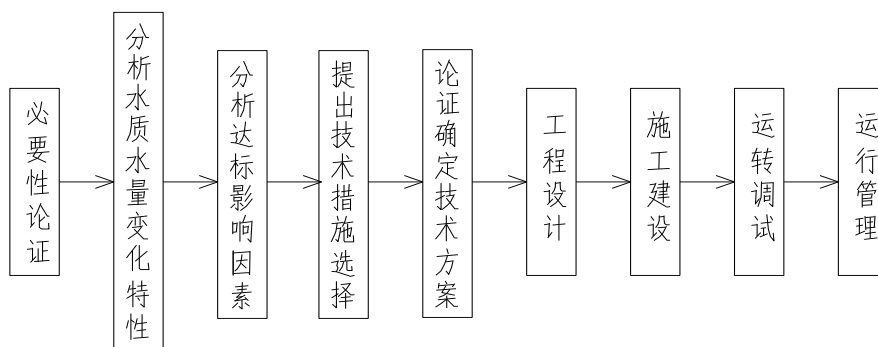 必要性论证
分析水质水量变化特性
分析达标影响因素
提出技术措施选择
论证确定技术方案
工程设计
施工建设
运转调试
运行管理